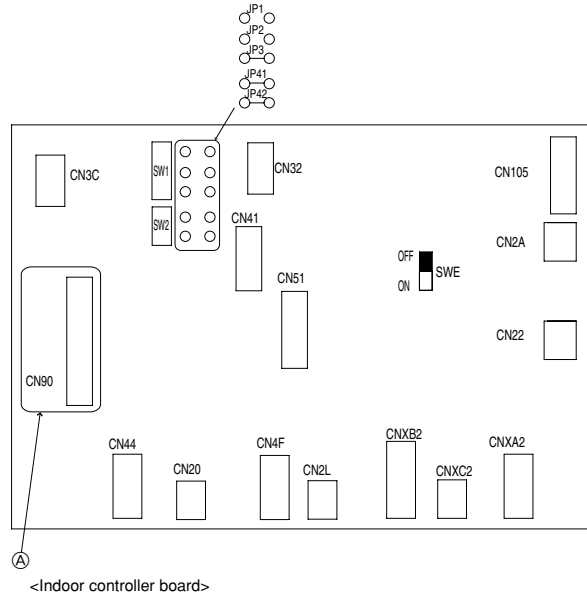 JP1
JP2
JP3
JP41
JP42
CN3C
SW1
CN32
CN105
SW2
CN41
CN2A
OFF
SWE
ON
CN51
CN22
CN90
CN44
CN20
CN4F
CN2L
CNXB2
CNXC2
CNXA2
A
<Indoor controller board>